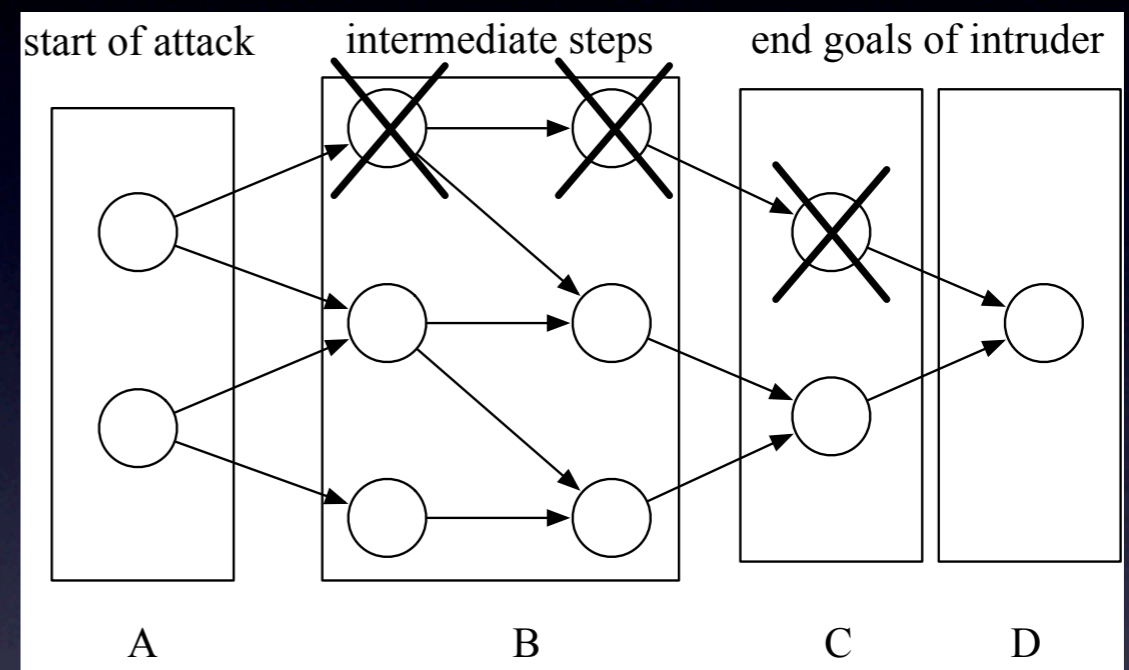 start of attack
intermediate steps
end goals of intruder
A
B
C
D